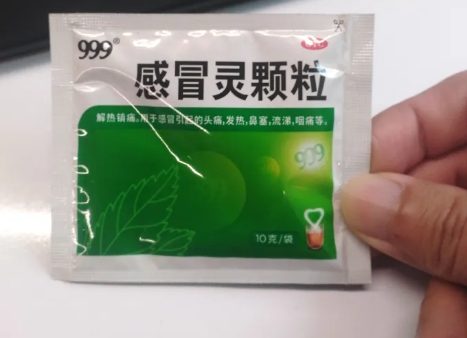 999®
OTC
感冒灵颗粒
解热镇痛。用于感冒引起的头痛,发热,鼻塞,流涕,咽痛等。
999
10克/袋